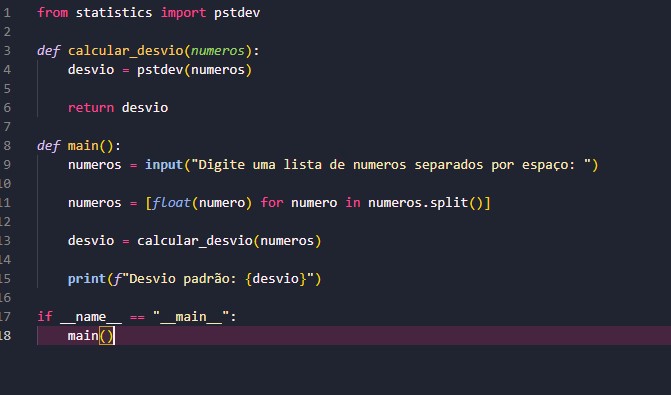 1 from statistics import pstdev
2
3 def calcular_desvio(numeros):
4     desvio = pstdev(numeros)
5
6     return desvio
7
8 def main():
9     numeros = input("Digite uma lista de numeros separados por espaço: ")
10
11     numeros = [float(numero) for numero in numeros.split()]
12
13     desvio = calcular_desvio(numeros)
14
15     print(f"Desvio padrão: {desvio}")
16
17 if __name__ == "__main__":
18     main()